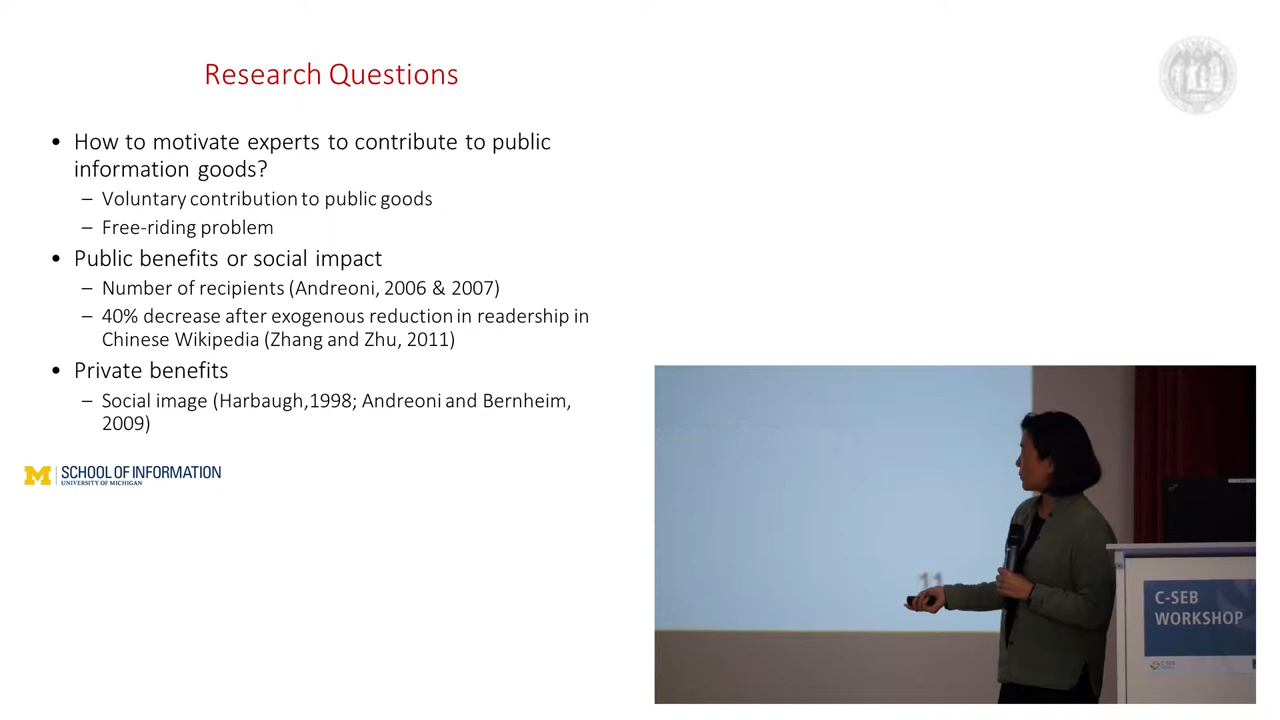 Research Questions
• How to motivate experts to contribute to public
information goods?
– Voluntary contribution to public goods
– Free-riding problem
• Public benefits or social impact
– Number of recipients (Andreoni, 2006 & 2007)
– 40% decrease after exogenous reduction in readership in
Chinese Wikipedia (Zhang and Zhu, 2011)
• Private benefits
– Social image (Harbaugh,1998; Andreoni and Bernheim,
2009)
M SCHOOL OF INFORMATION
UNIVERSITY OF MICHIGAN
11
C-SEB
WORKSHOP
C-SEB